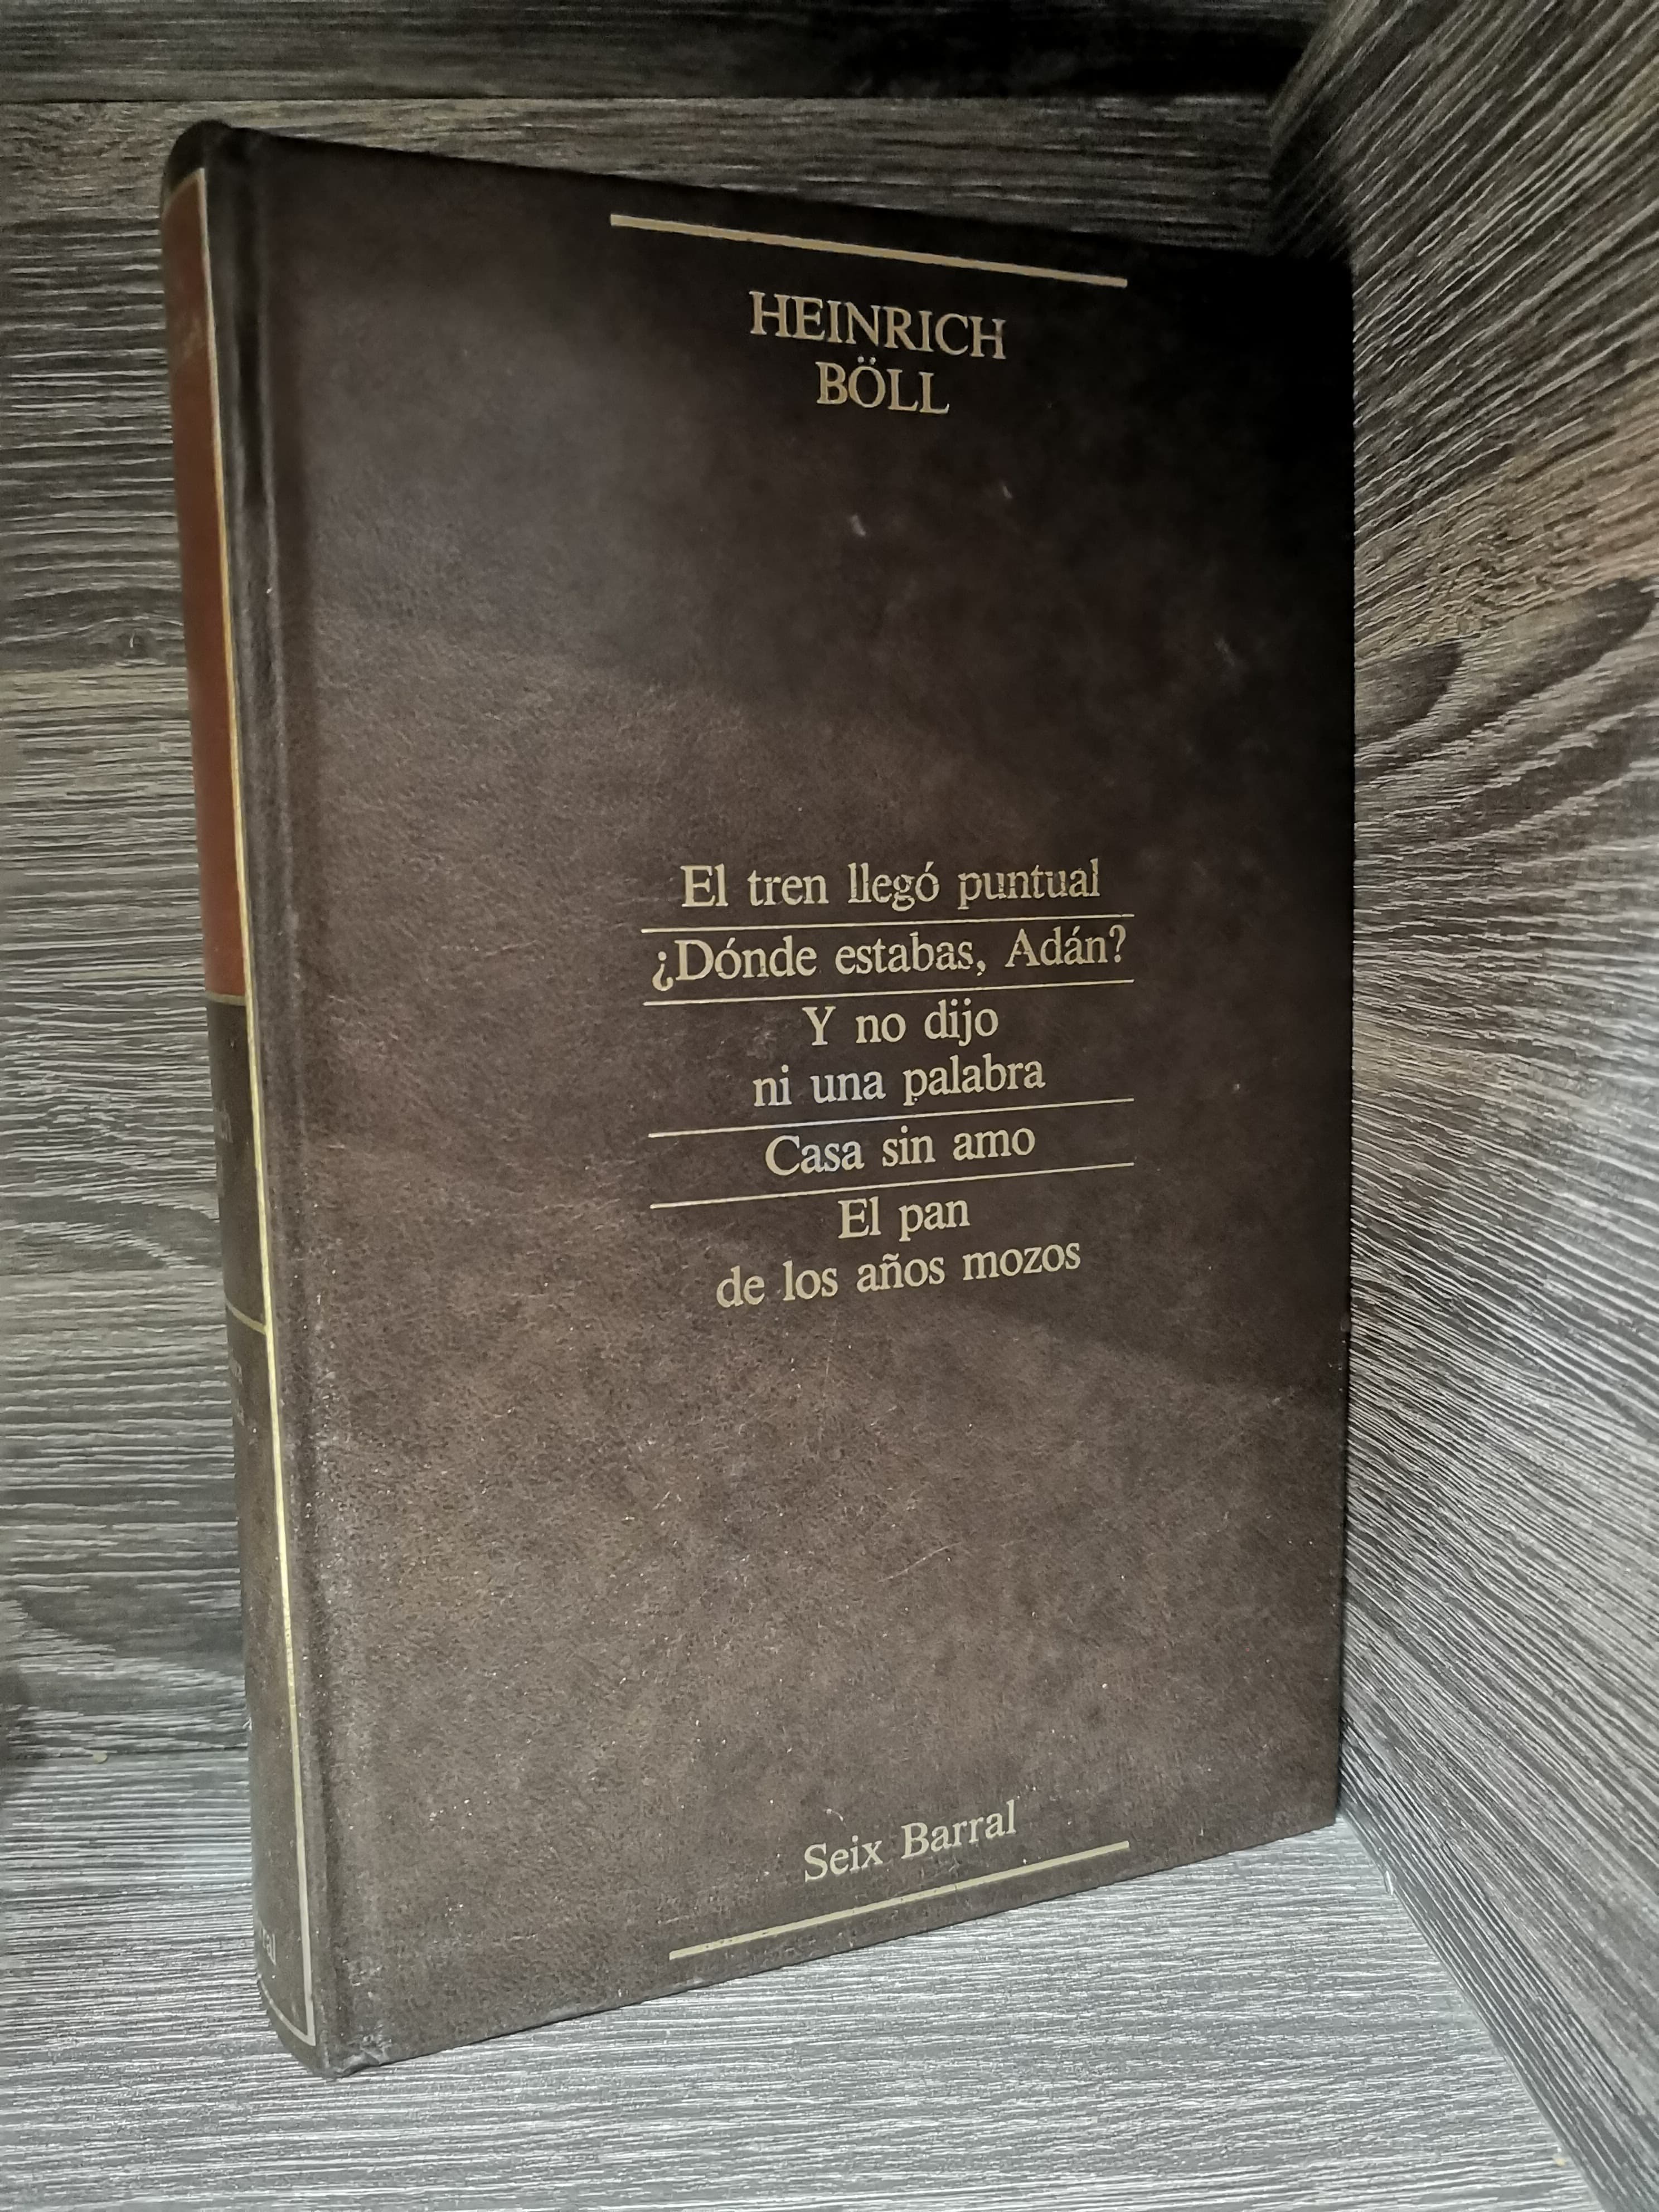 HEINRICH
BÖLL
El tren llegó puntual
¿Dónde estabas, Adán?
Y no dijo
ni una palabra
Casa sin amo
El pan
de los años mozos
Seix Barral